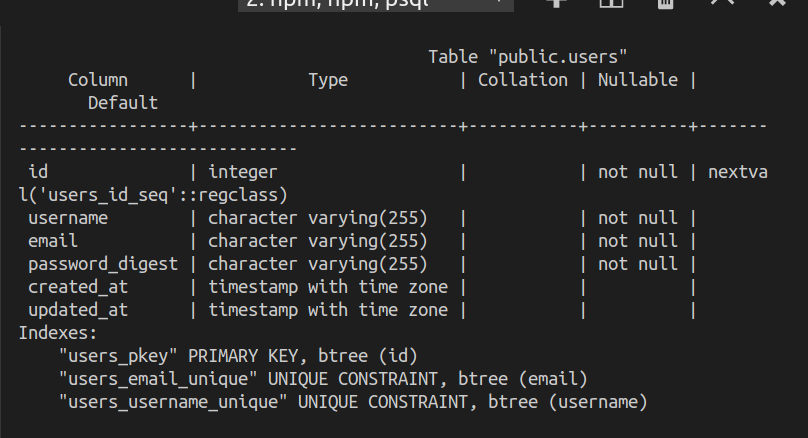 2: npm, npm, psql
Table "public.users"
Column | Type | Collation | Nullable |
Default
-----------------+--------------------------+-----------+----------+-------
----------------------------
id | integer | | not null | nextva
l('users_id_seq'::regclass)
username | character varying(255) | | not null |
email | character varying(255) | | not null |
password_digest | character varying(255) | | not null |
created_at | timestamp with time zone | | |
updated_at | timestamp with time zone | | |
Indexes:
"users_pkey" PRIMARY KEY, btree (id)
"users_email_unique" UNIQUE CONSTRAINT, btree (email)
"users_username_unique" UNIQUE CONSTRAINT, btree (username)